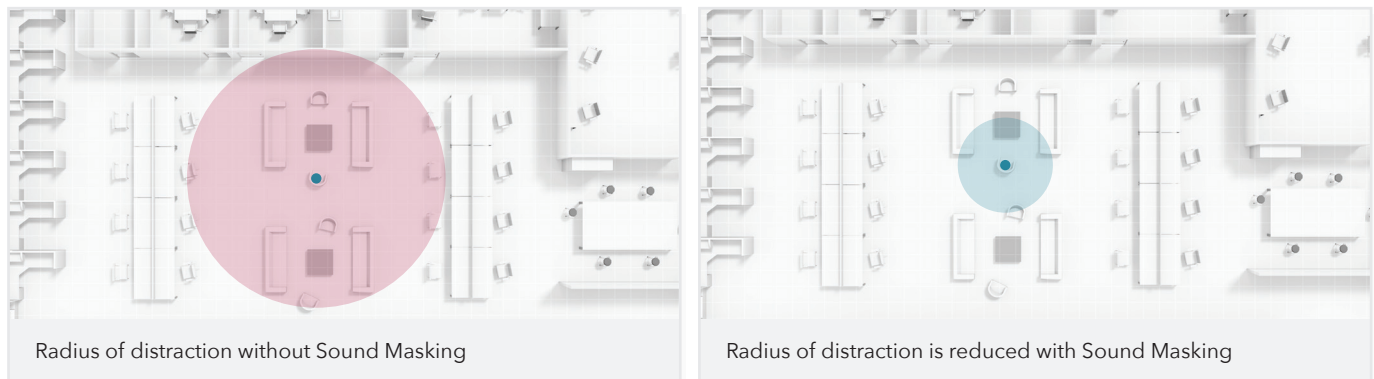 Radius of distraction without Sound Masking
Radius of distraction is reduced with Sound Masking